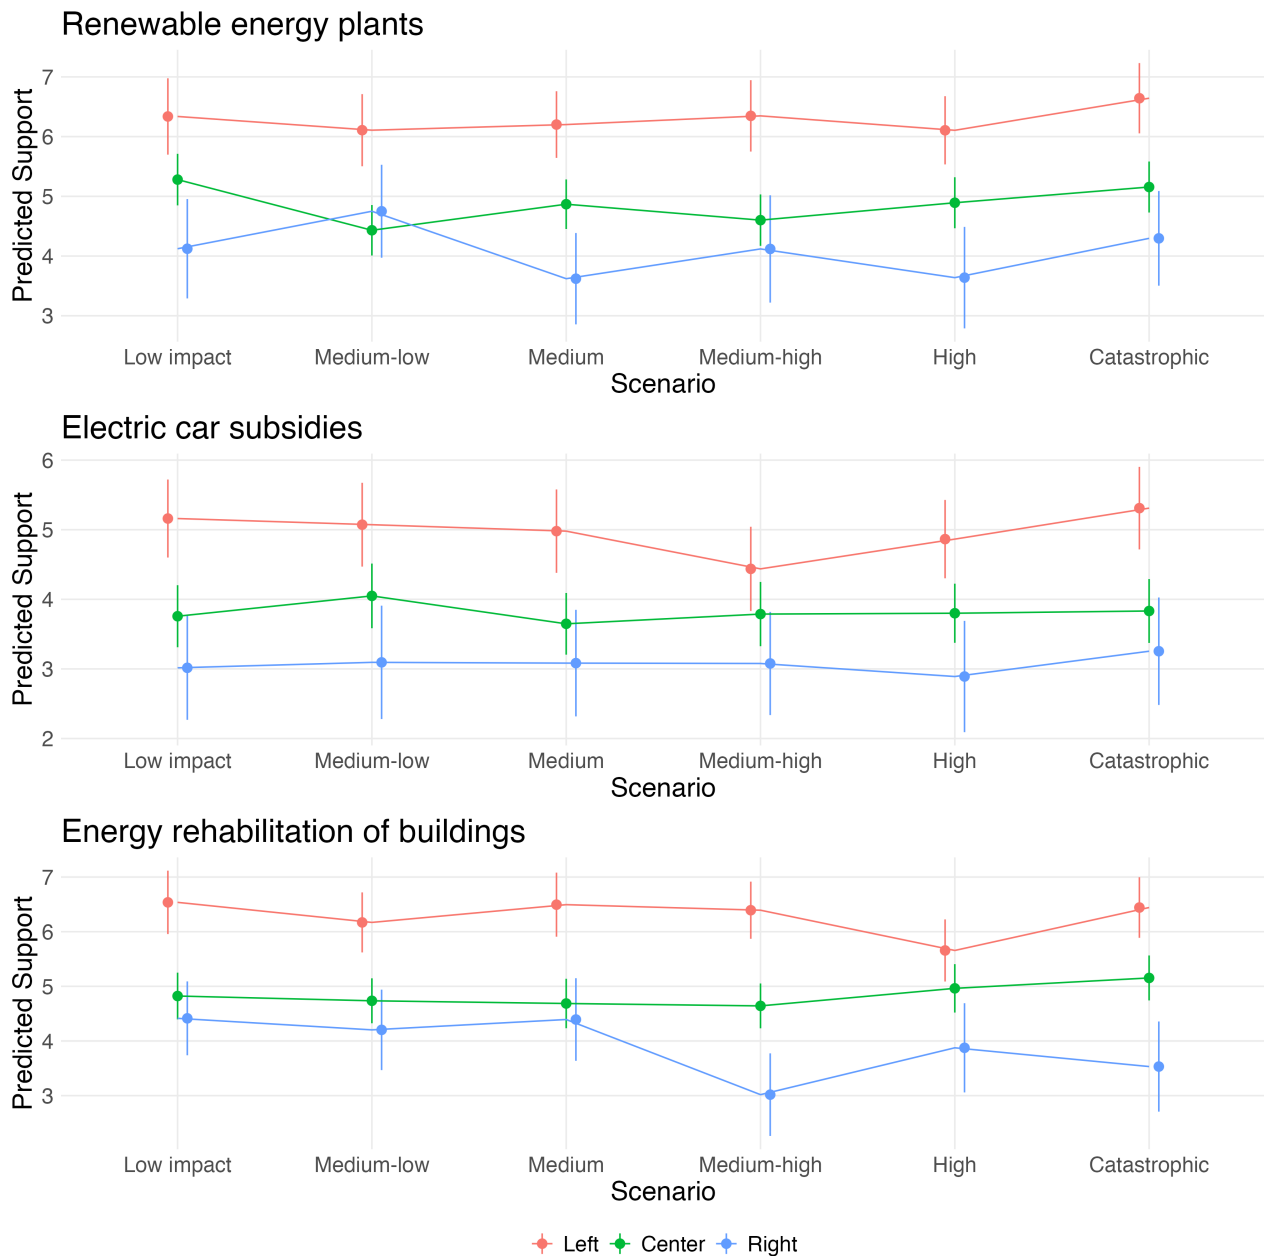 Renewable energy plants
Predicted Support
7
6
5
4
3
Low impact Medium-low Medium Medium-high High Catastrophic
Scenario
Electric car subsidies
Predicted Support
6
5
4
3
2
Low impact Medium-low Medium Medium-high High Catastrophic
Scenario
Energy rehabilitation of buildings
Predicted Support
7
6
5
4
3
Low impact Medium-low Medium Medium-high High Catastrophic
Scenario
Left Center Right